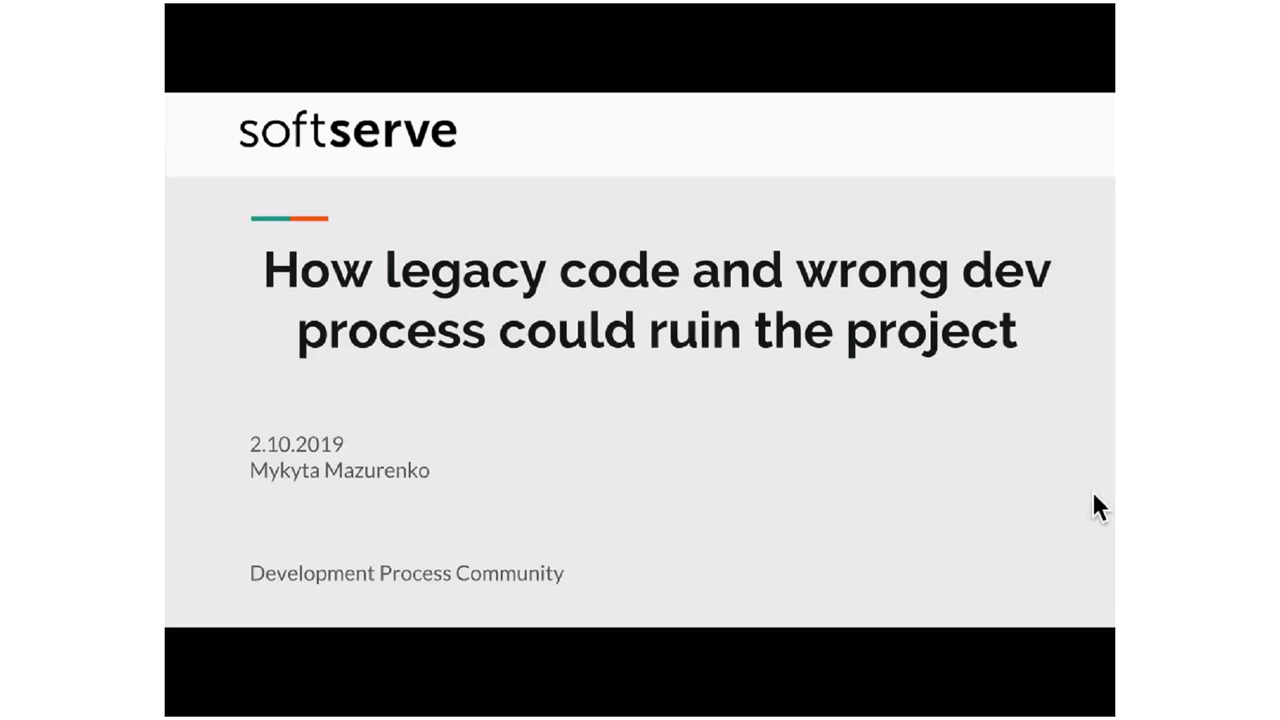 softserve
How legacy code and wrong dev
process could ruin the project
2.10.2019
Mykyta Mazurenko
Development Process Community